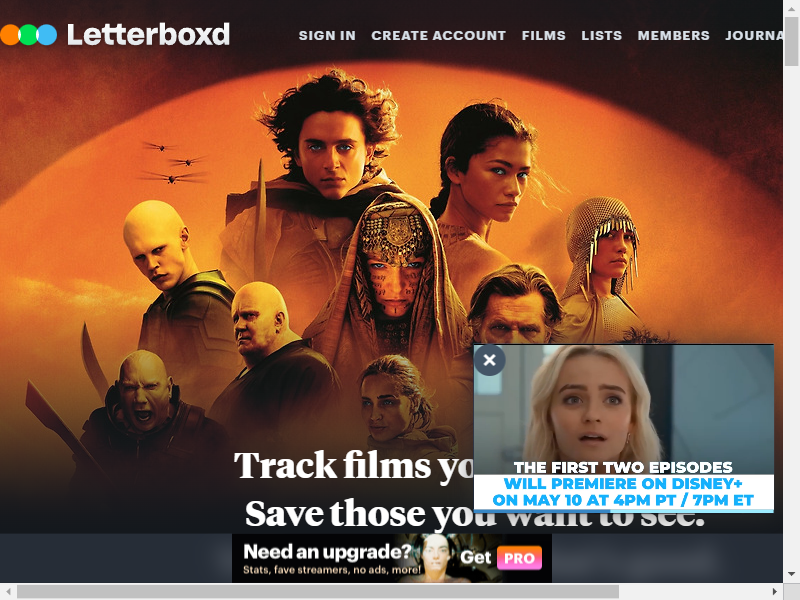 Letterboxd
SIGN IN CREATE ACCOUNT FILMS LISTS MEMBERS JOURNA
Track films yo
THE FIRST TWO EPISODES
WILL PREMIERE ON DISNEY+
ON MAY 10 AT 4PM PT / 7PM ET
Save those you want to see.
Need an upgrade?
Stats, fave streamers, no ads, more!
Get PRO